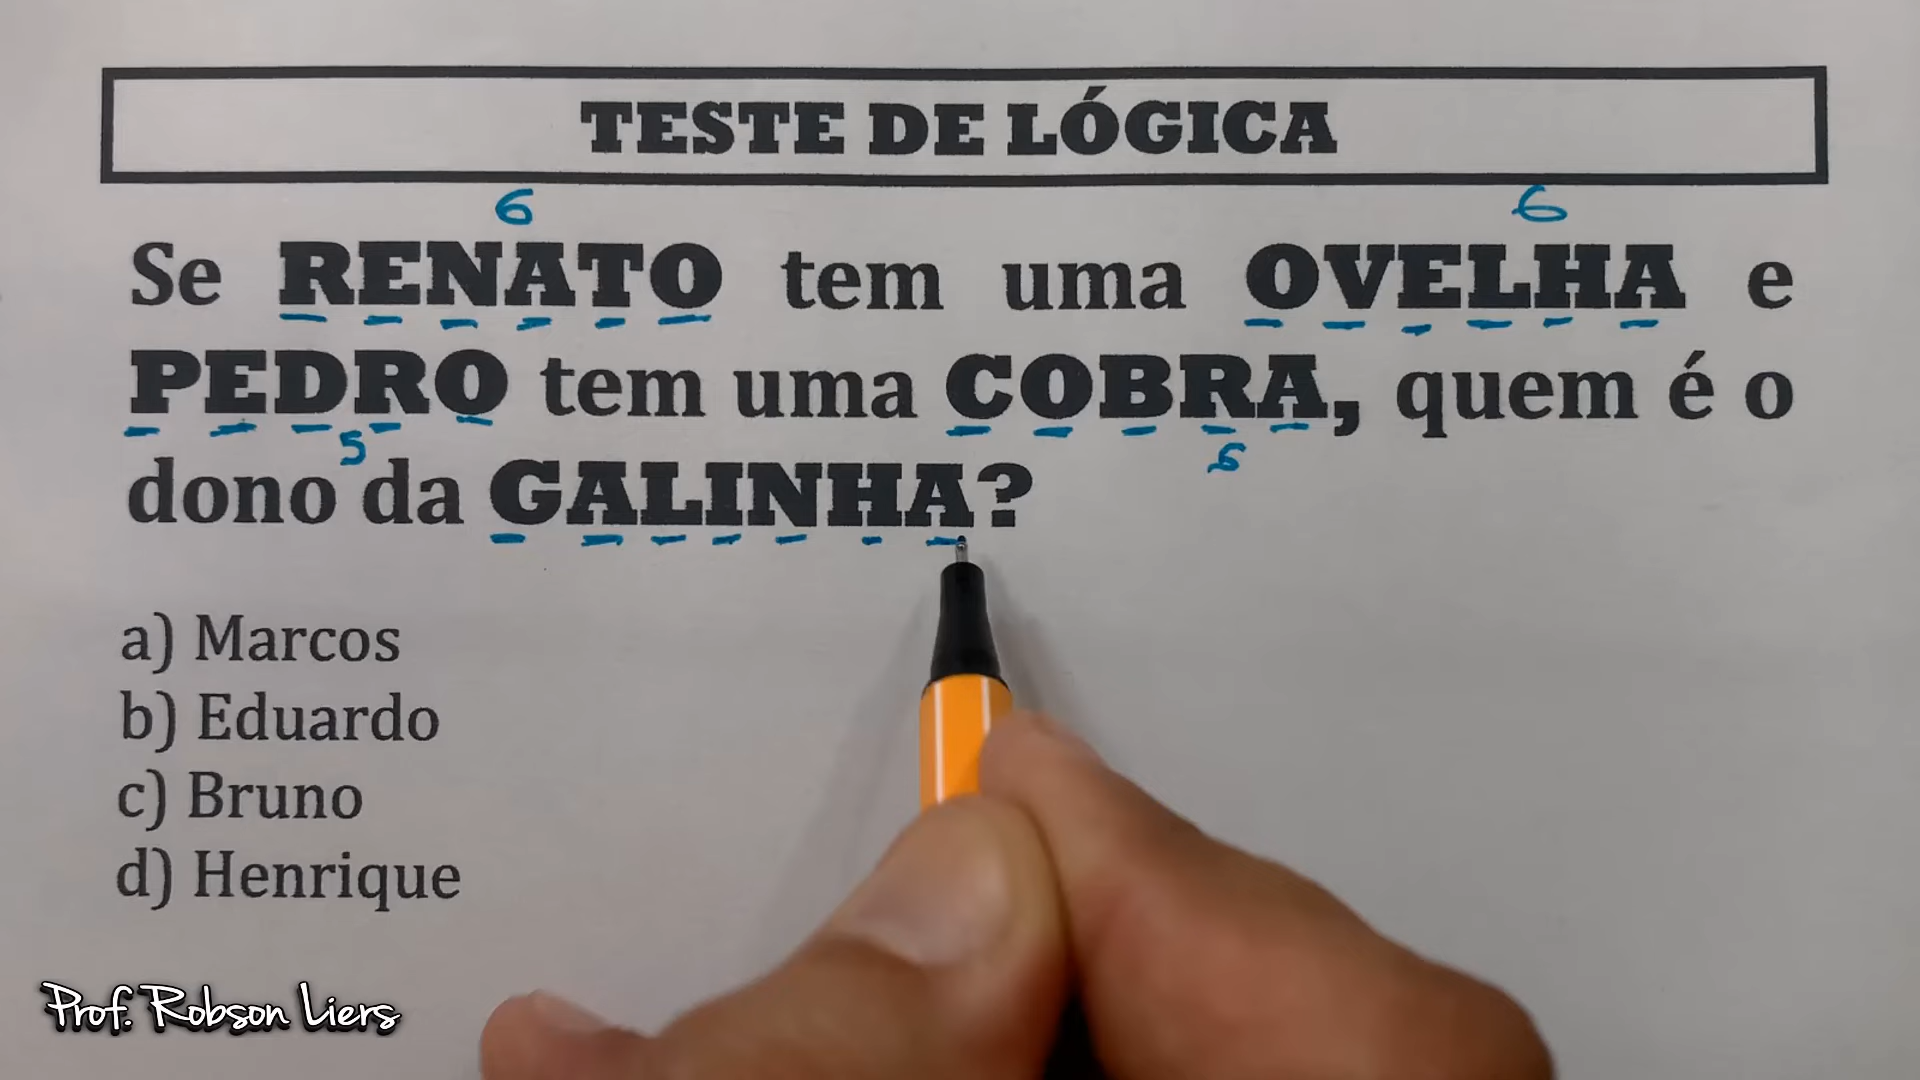 TESTE DE LÓGICA
6 6
Se RENATO tem uma OVELHA e
PEDRO tem uma COBRA, quem é o
5 5
dono da GALINHA?
a) Marcos
b) Eduardo
c) Bruno
d) Henrique
Prof. Robson Liers